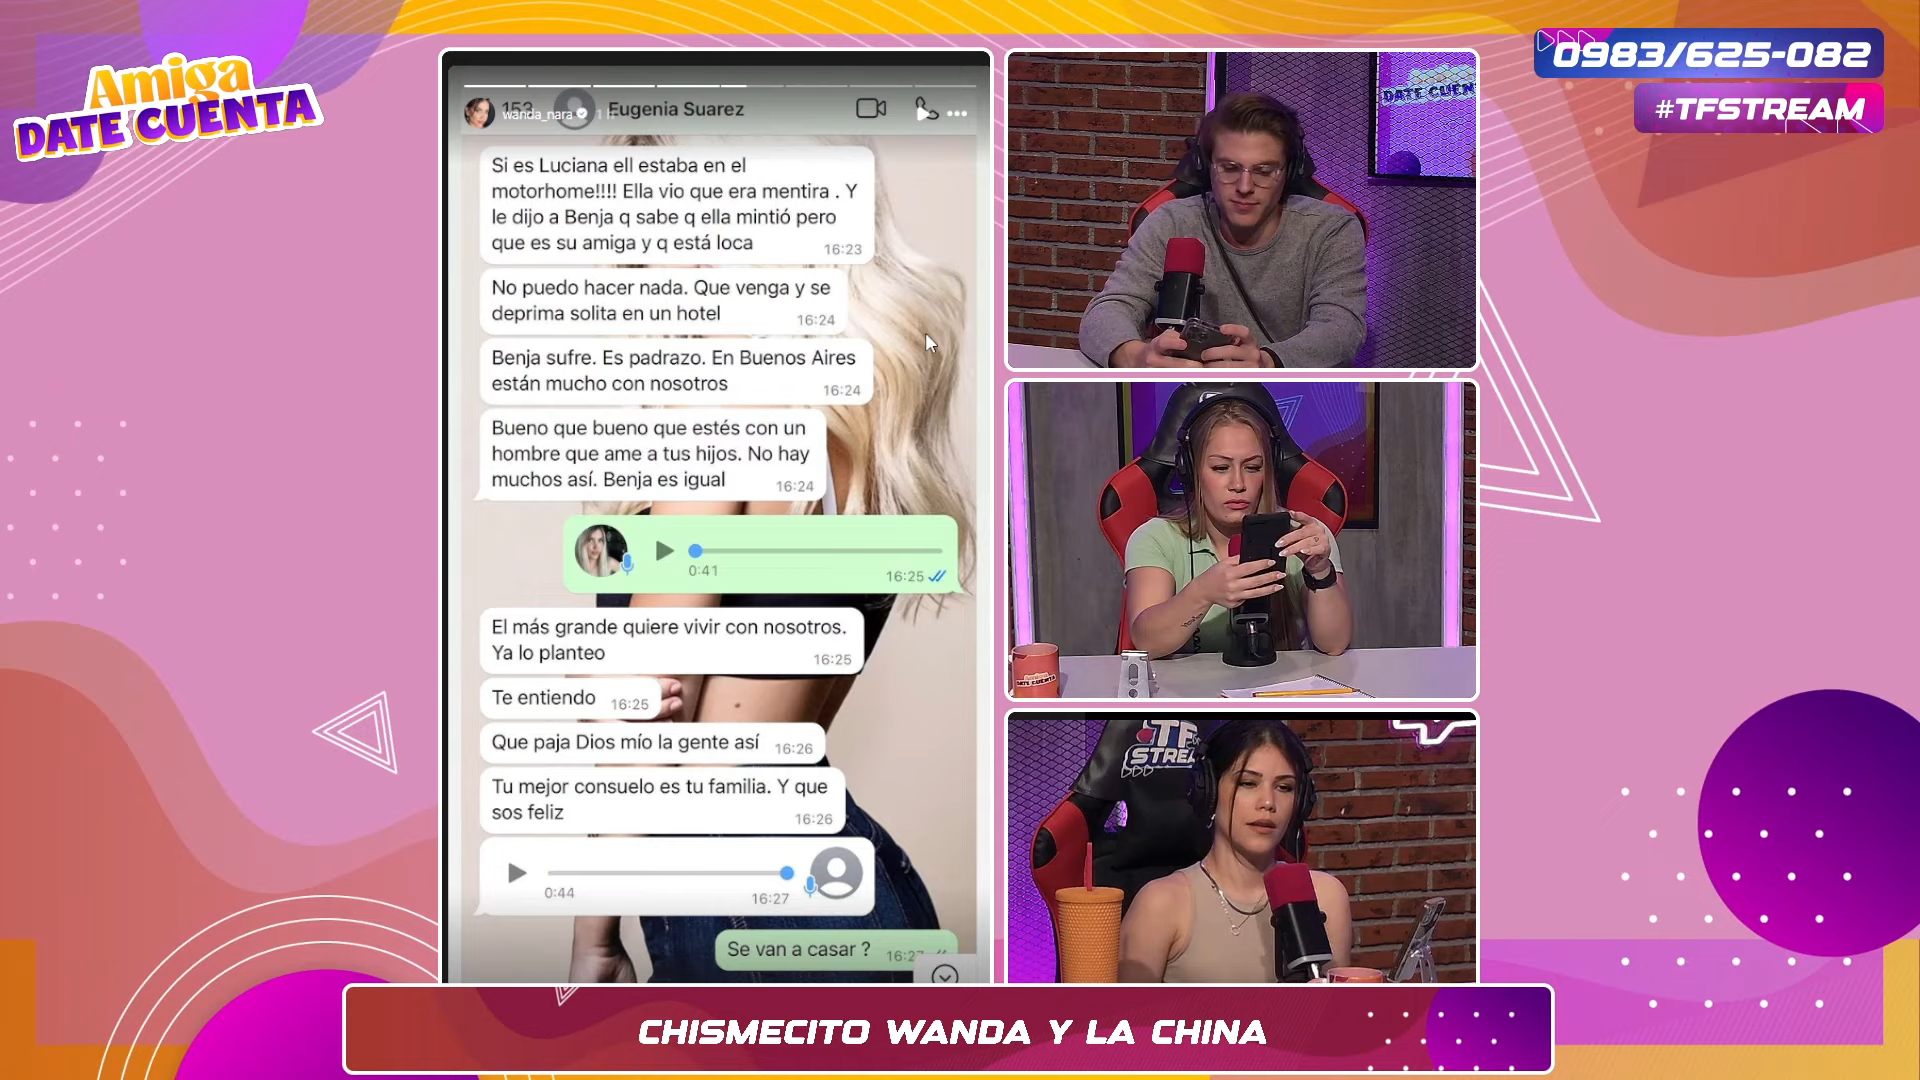 Amiga
DATE CUENTA
0983/625-082
#TFSTREAM
153
Eugenia Suarez
wanda_nara
Si es Luciana ell estaba en el
motorhome!!!! Ella vio que era mentira . Y
le dijo a Benja q sabe q ella mintió pero
que es su amiga y q está loca
16:23
No puedo hacer nada. Que venga y se
deprima solita en un hotel
16:24
Benja sufre. Es padrazo. En Buenos Aires
están mucho con nosotros
16:24
Bueno que bueno que estés con un
hombre que ame a tus hijos. No hay
muchos así. Benja es igual
16:24
0:41
16:25
El más grande quiere vivir con nosotros.
Ya lo planteo
16:25
Te entiendo
16:25
Que paja Dios mío la gente así
16:26
Tu mejor consuelo es tu familia. Y que
sos feliz
16:26
0:44
16:27
Se van a casar ?
16:27
DATE CUEN
TF
STREA
CHISMECITO WANDA Y LA CHINA